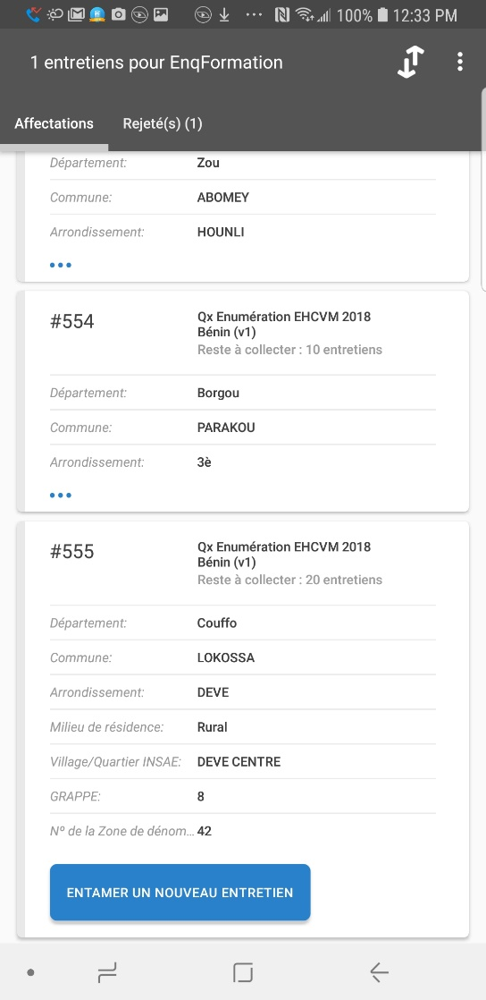 100% 12:33 PM
1 entretiens pour EnqFormation
Affectations Rejeté(s) (1)
Département: Zou
Commune: ABOMEY
Arrondissement: HOUNLI
#554 Qx Enumération EHCVM 2018
Bénin (v1)
Reste à collecter : 10 entretiens
Département: Borgou
Commune: PARAKOU
Arrondissement: 3è
#555 Qx Enumération EHCVM 2018
Bénin (v1)
Reste à collecter : 20 entretiens
Département: Couffo
Commune: LOKOSSA
Arrondissement: DEVE
Milieu de résidence: Rural
Village/Quartier INSAE: DEVE CENTRE
GRAPPE: 8
Nº de la Zone de dénom... 42
ENTAMER UN NOUVEAU ENTRETIEN